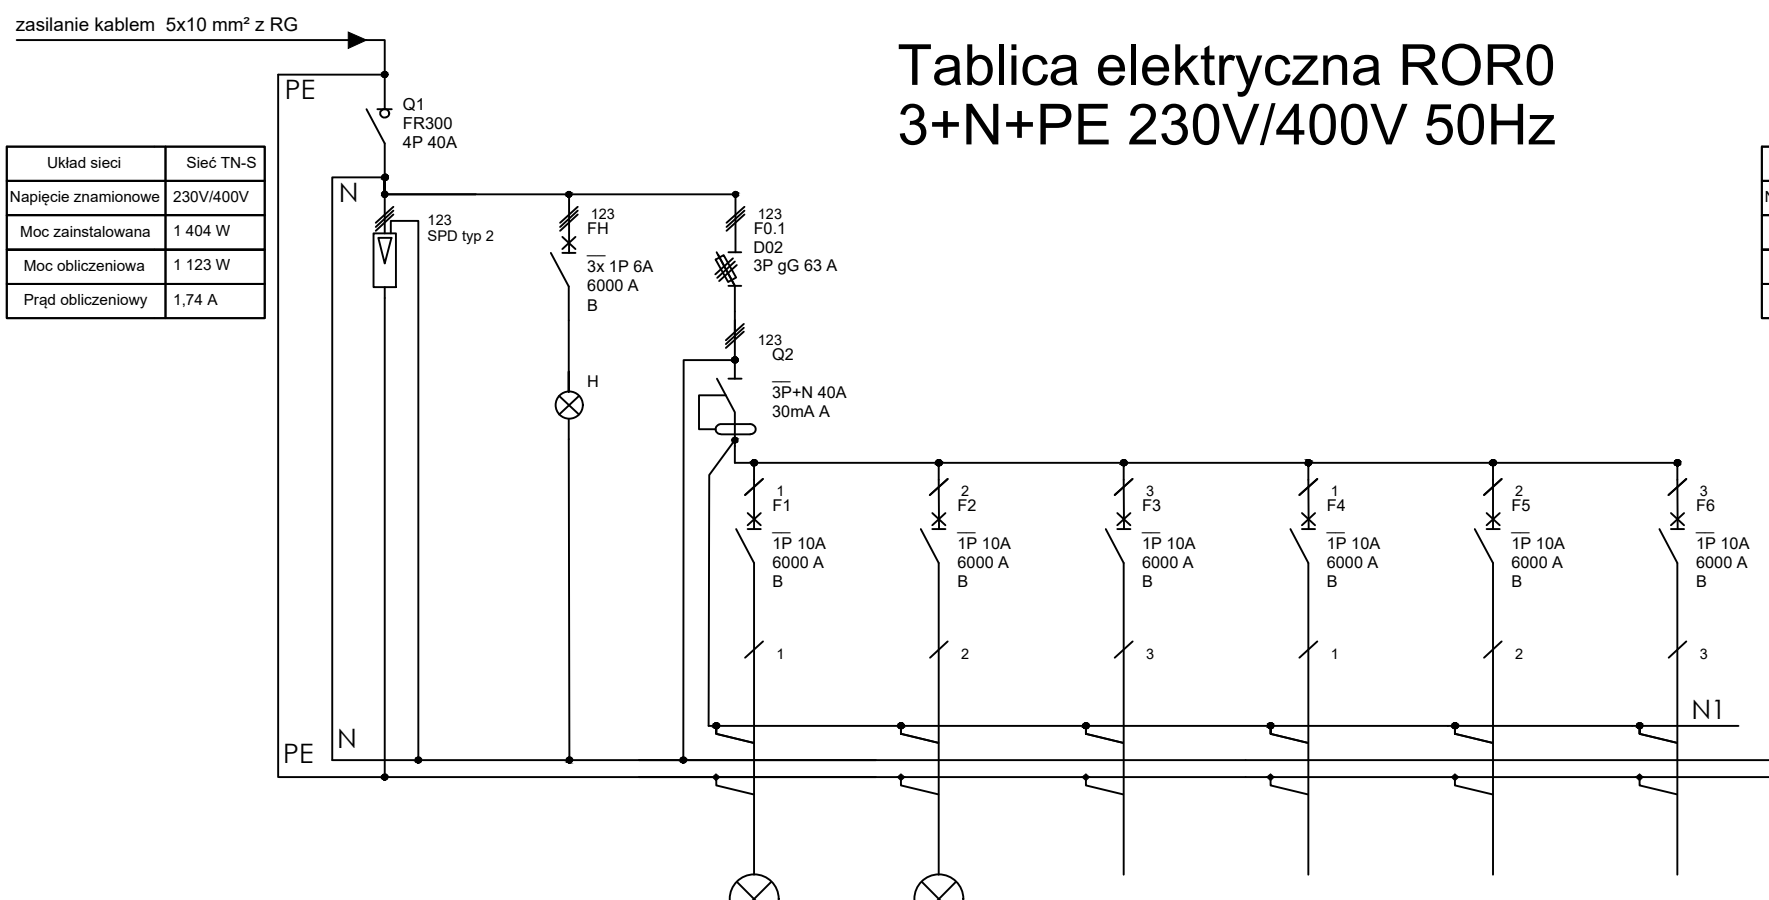 zasilanie kablem 5x10 mm² z RG
Tablica elektryczna ROR0
3+N+PE 230V/400V 50Hz
PE
Q1
FR300
4P 40A
Układ sieci Sieć TN-S
Napięcie znamionowe 230V/400V
Moc zainstalowana 1 404 W
Moc obliczeniowa 1 123 W
Prąd obliczeniowy 1,74 A
N
123
SPD typ 2
123
FH
3x 1P 6A
6000 A
B
H
123
F0.1
D02
3P gG 63 A
123
Q2
3P+N 40A
30mA A
1
F1
1P 10A
6000 A
B
1
2
F2
1P 10A
6000 A
B
2
3
F3
1P 10A
6000 A
B
3
1
F4
1P 10A
6000 A
B
1
2
F5
1P 10A
6000 A
B
2
3
F6
1P 10A
6000 A
B
3
N1
N
PE